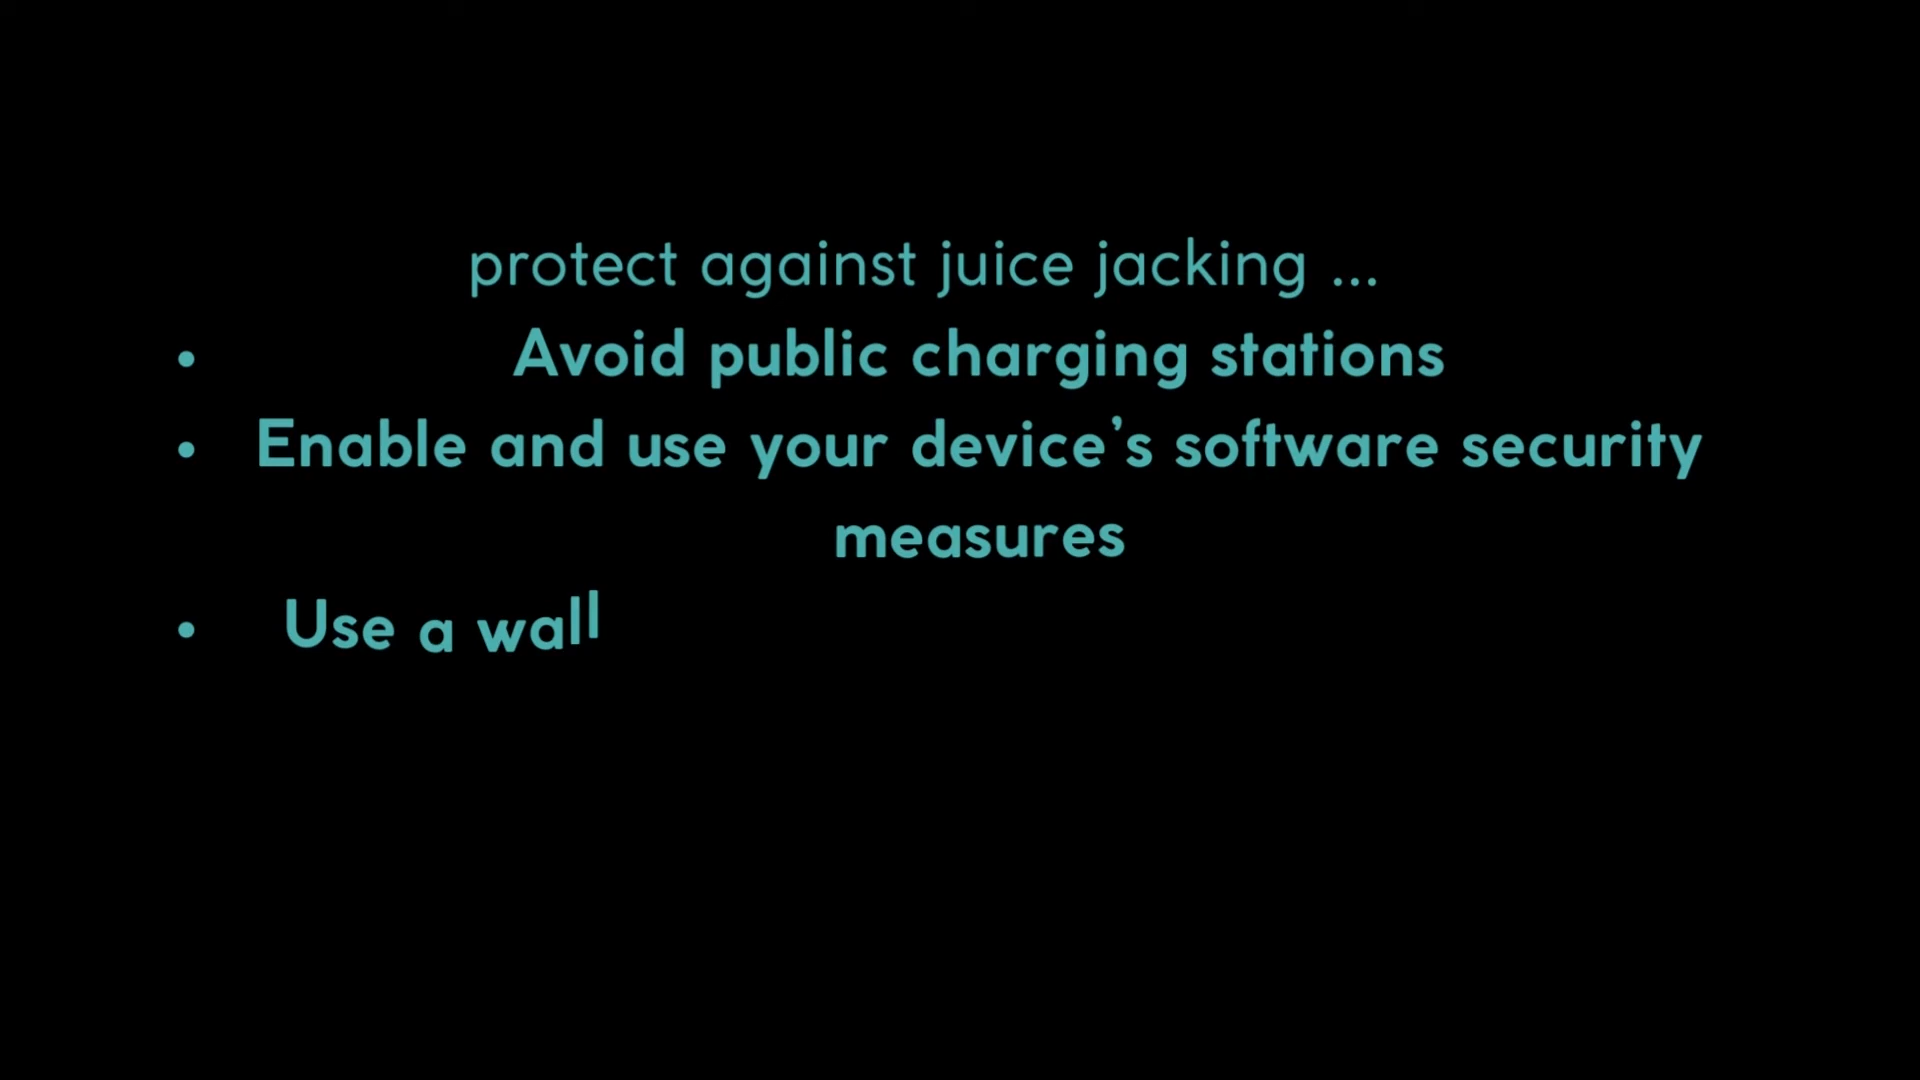 protect against juice jacking ...
• Avoid public charging stations
• Enable and use your device’s software security
measures
• Use a wall